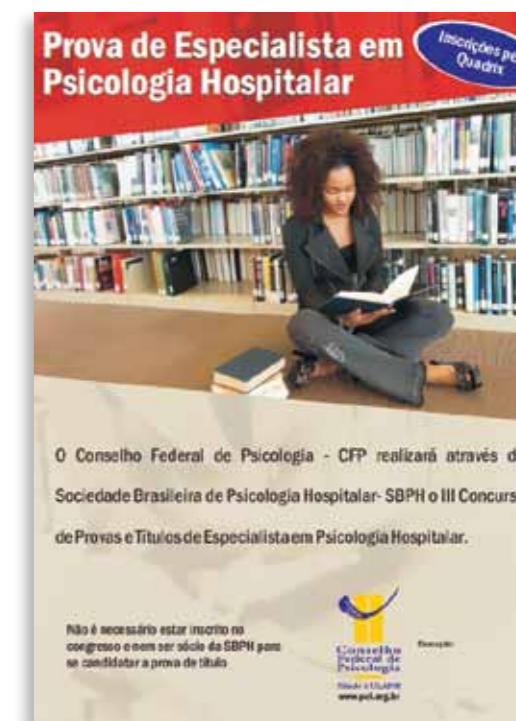 Prova de Especialista em
Psicologia Hospitalar
Inscrições pe
Quadrix
O Conselho Federal de Psicologia - CFP realizará através d
Sociedade Brasileira de Psicologia Hospitalar- SBPH o III Concurs
de Provas e Títulos de Especialista em Psicologia Hospitalar.
Não é necessário estar inscrito no
congresso e nem ser sócio da SBPH para
se candidatar a prova de título
Conselho
Federal de
Psicologia
www.pol.org.br